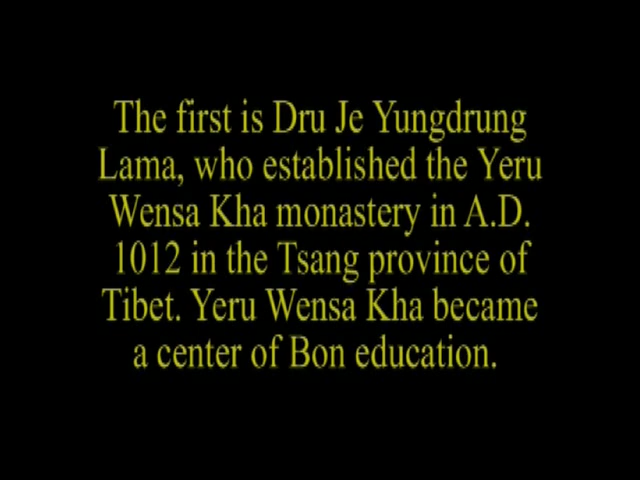 The first is Dru Je Yungdrung
Lama, who established the Yeru
Wensa Kha monastery in A.D.
1012 in the Tsang province of
Tibet. Yeru Wensa Kha became
a center of Bon education.